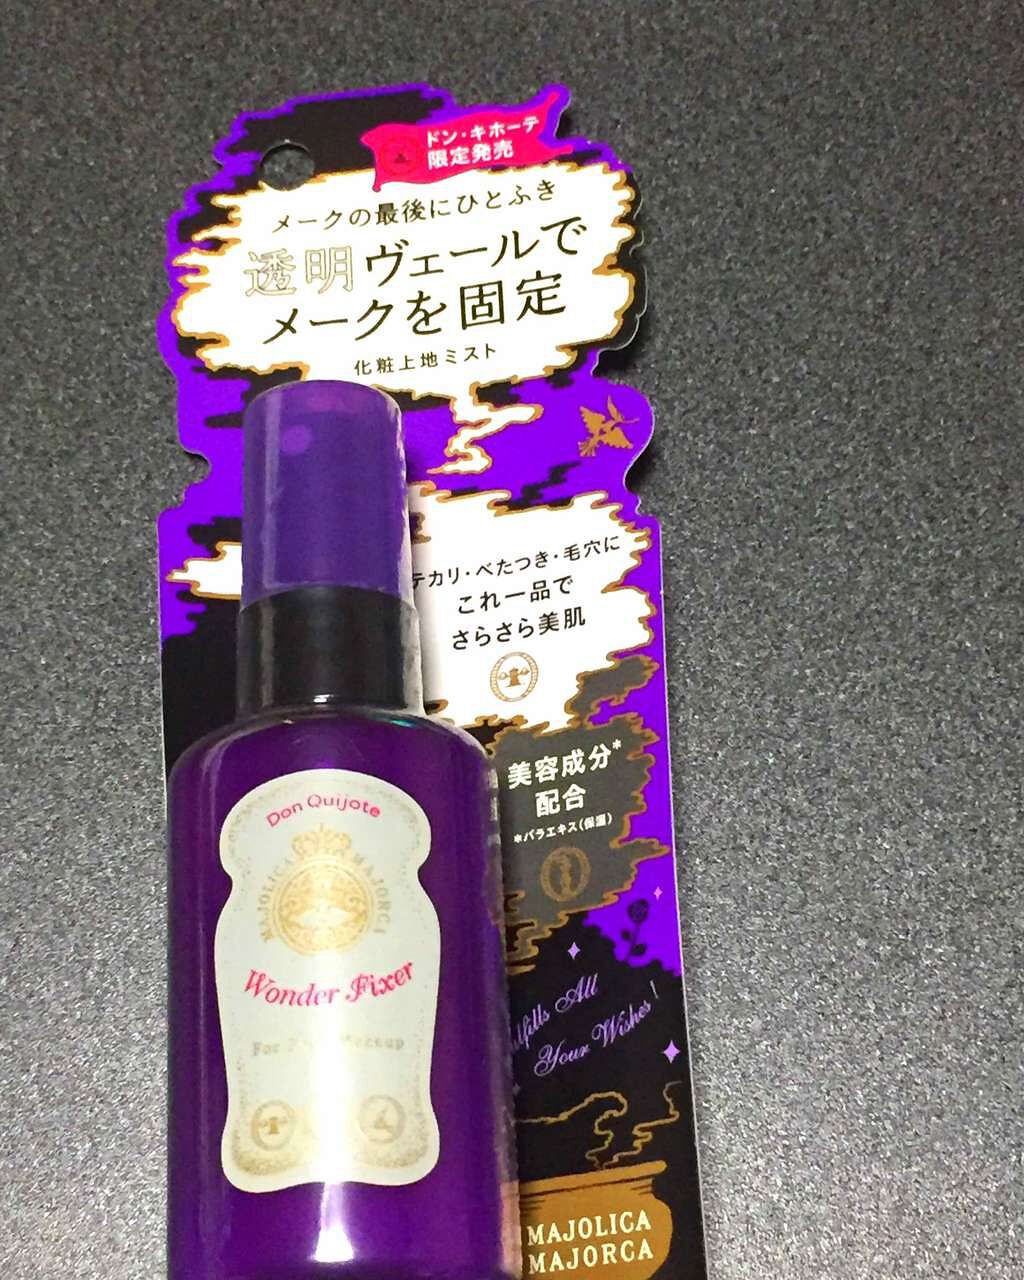 ドン・キホーテ
限定発売
メークの最後にひとふき
透明ヴェールで
メークを固定
化粧上地ミスト
テカリ・べたつき・毛穴に
これ一品で
さらさら美肌
美容成分*
配合
*バラエキス(保湿)
Don Quijote
MAJOLICA MAJORCA
Wonder Fixer
For Makeup
All
Your Wishes!
MAJOLICA
MAJORCA